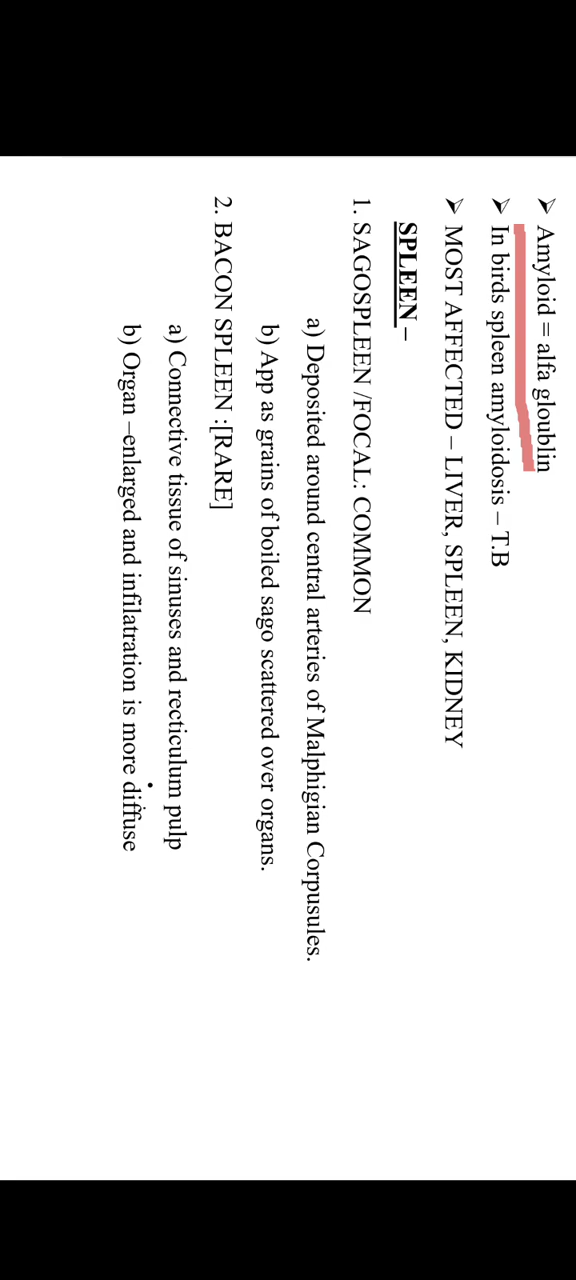 ➢ Amyloid = alfa gloublin
➢ In birds spleen amyloidosis – T.B
➢ MOST AFFECTED – LIVER, SPLEEN, KIDNEY
SPLEEN –
1. SAGOSPLEEN /FOCAL: COMMON
a) Deposited around central arteries of Malphigian Corpusules.
b) App as grains of boiled sago scattered over organs.
2. BACON SPLEEN :[RARE]
a) Connective tissue of sinuses and recticulum pulp
b) Organ –enlarged and infilatration is more diffuse